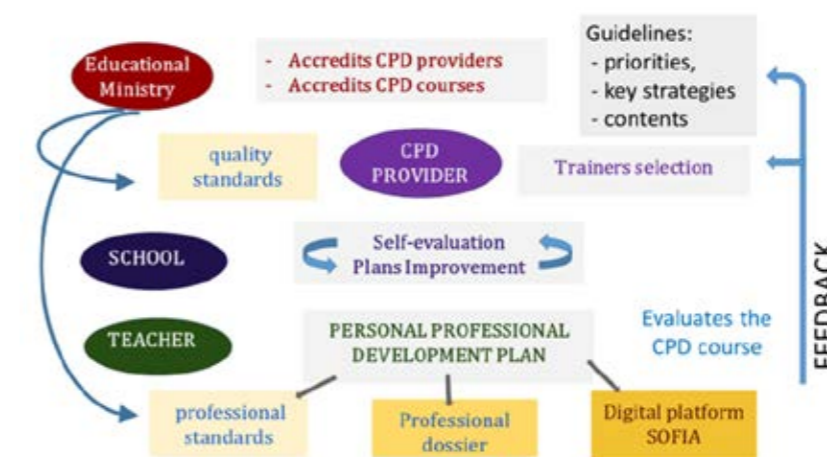 Educational
Ministry
- Accredits CPD providers
- Accredits CPD courses
Guidelines:
- priorities,
- key strategies
- contents
quality
standards
CPD
PROVIDER
Trainers selection
SCHOOL
Self-evaluation
Plans Improvement
TEACHER
PERSONAL PROFESSIONAL
DEVELOPMENT PLAN
Evaluates the
CPD course
FEEDBACK
professional
standards
Professional
dossier
Digital platform
SOFIA